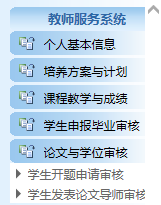 教师服务系统
个人基本信息
培养方案与计划
课程教学与成绩
学生申报毕业审核
论文与学位审核
学生开题申请审核
学生发表论文导师审核